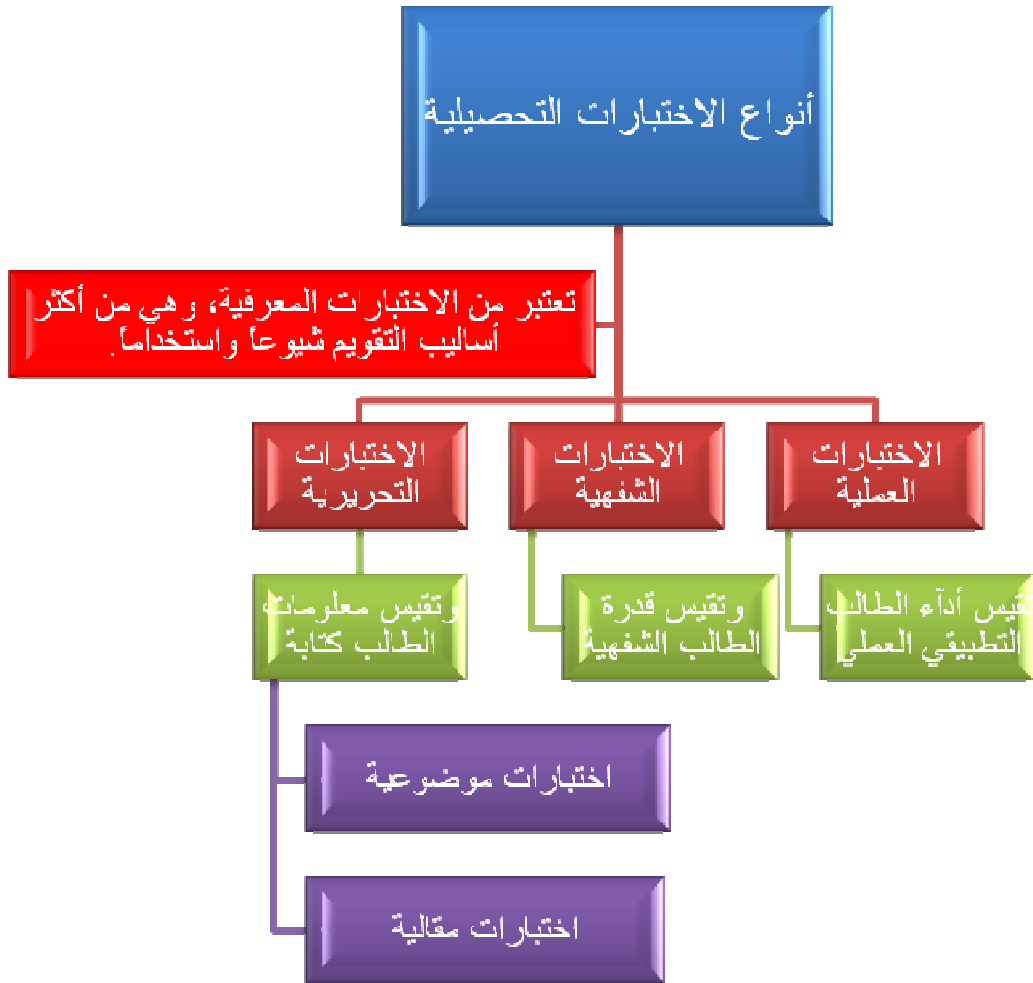 أنواع الاختبارات التحصيلية
تعتبر من الاختبارات المعرفية، وهي من أكثر
أساليب التقويم شيوعاً واستخداماً.
الاختبارات
العملية
الاختبارات
الشفهية
الاختبارات
التحريرية
تقيس أدآء الطالب
التطبيقي العملي
وتقيس قدرة
الطالب الشفهية
وتقيس معلومات
الطالب كتابة
اختبارات موضوعية
اختبارات مقالية